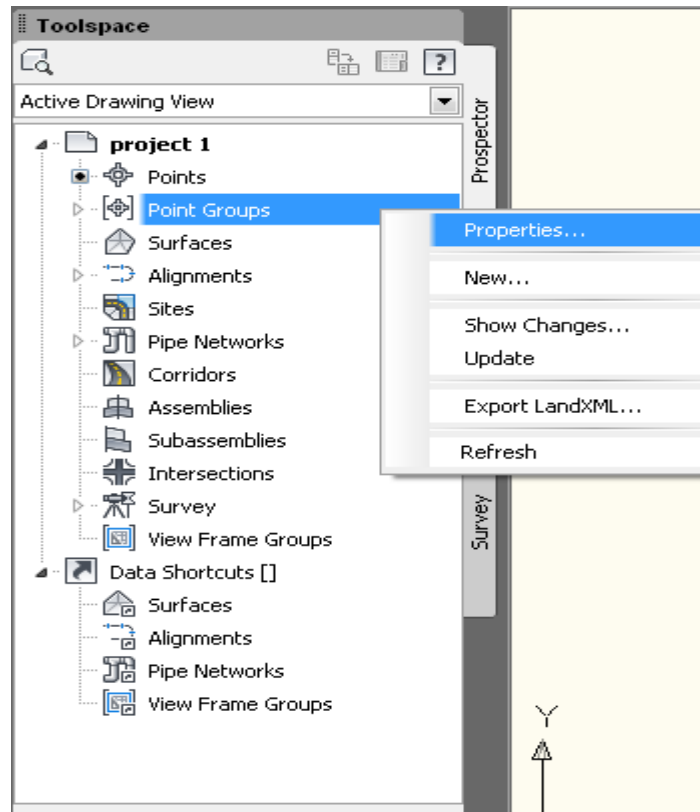 Toolspace
?
Active Drawing View
Prospector
project 1
Points
Point Groups
Surfaces
Alignments
Sites
Pipe Networks
Corridors
Assemblies
Subassemblies
Intersections
Survey
View Frame Groups
Data Shortcuts []
Surfaces
Alignments
Pipe Networks
View Frame Groups
Properties...
New...
Show Changes...
Update
Export LandXML...
Refresh
Survey
Y